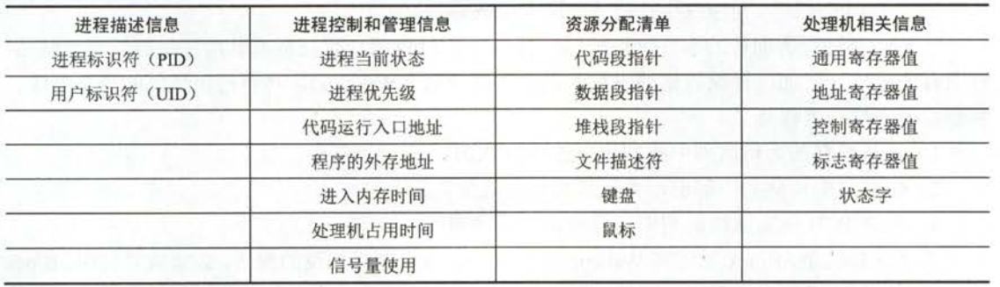 进程描述信息 进程控制和管理信息 资源分配清单 处理机相关信息
进程标识符（PID） 进程当前状态 代码段指针 通用寄存器值
用户标识符（UID） 进程优先级 数据段指针 地址寄存器值
代码运行入口地址 堆栈段指针 控制寄存器值
程序的外存地址 文件描述符 标志寄存器值
进入内存时间 键盘 状态字
处理机占用时间 鼠标
信号量使用